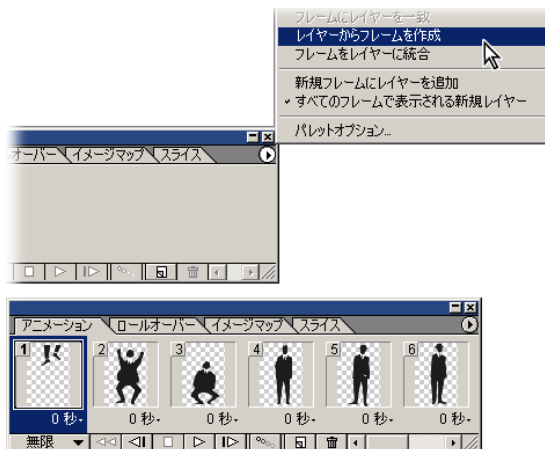 フレームにレイヤーを一致
レイヤーからフレームを作成
フレームをレイヤーに統合
新規フレームにレイヤーを追加
✓すべてのフレームで表示される新規レイヤー
パレットオプション...
オーバー イメージマップ スライス
アニメーション ロールオーバー イメージマップ スライス
1 2 3 4 5 6
0 秒 0 秒 0 秒 0 秒 0 秒 0 秒
無限